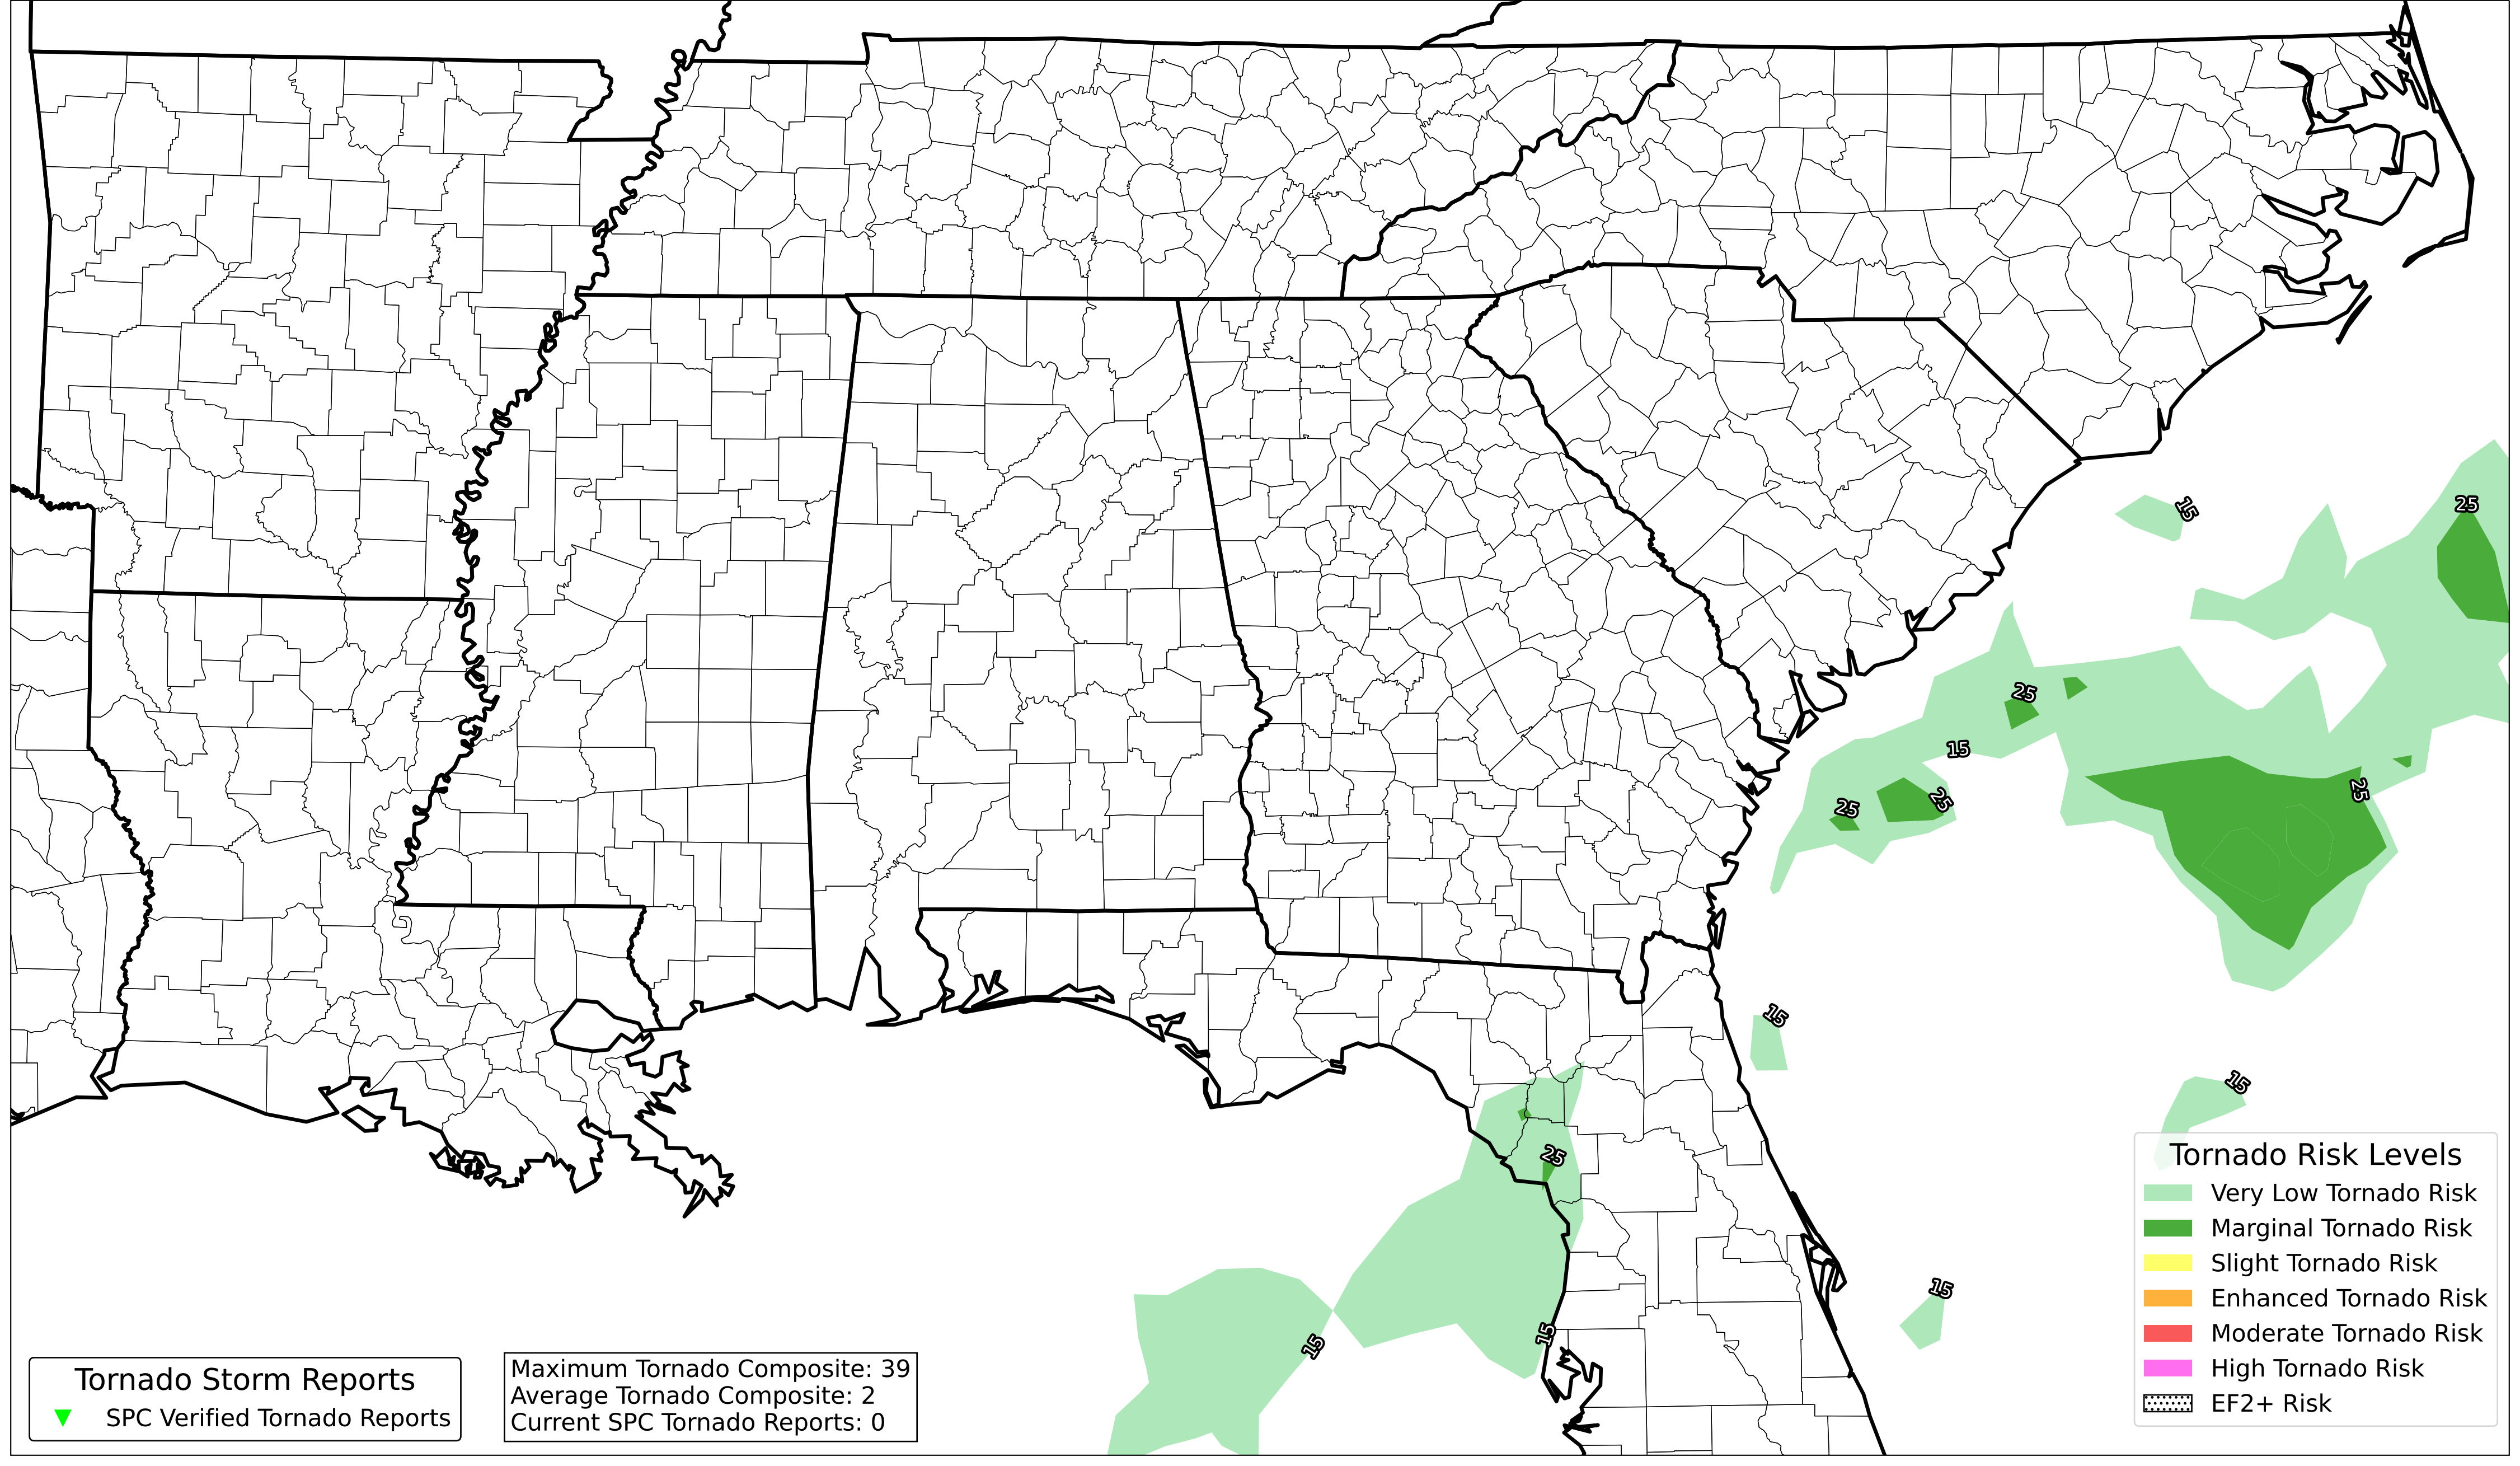 25
15
25
15
25
25
25
15
15
25
15
15
15
Tornado Risk Levels
Very Low Tornado Risk
Marginal Tornado Risk
Slight Tornado Risk
Enhanced Tornado Risk
Moderate Tornado Risk
High Tornado Risk
EF2+ Risk
Tornado Storm Reports
SPC Verified Tornado Reports
Maximum Tornado Composite: 39
Average Tornado Composite: 2
Current SPC Tornado Reports: 0